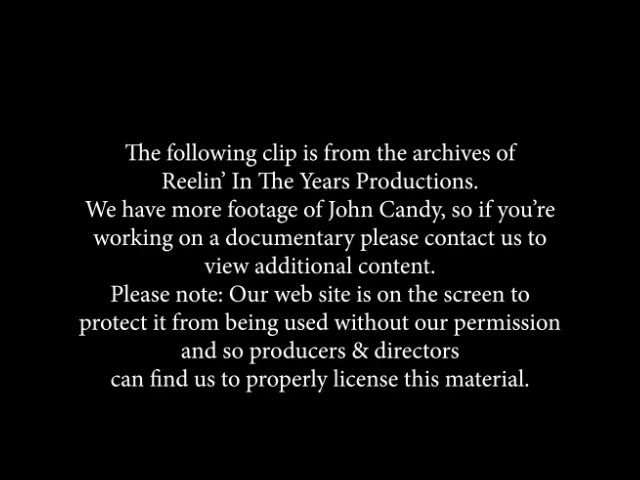 The following clip is from the archives of
Reelin’ In The Years Productions.
We have more footage of John Candy, so if you’re
working on a documentary please contact us to
view additional content.
Please note: Our web site is on the screen to
protect it from being used without our permission
and so producers & directors
can find us to properly license this material.